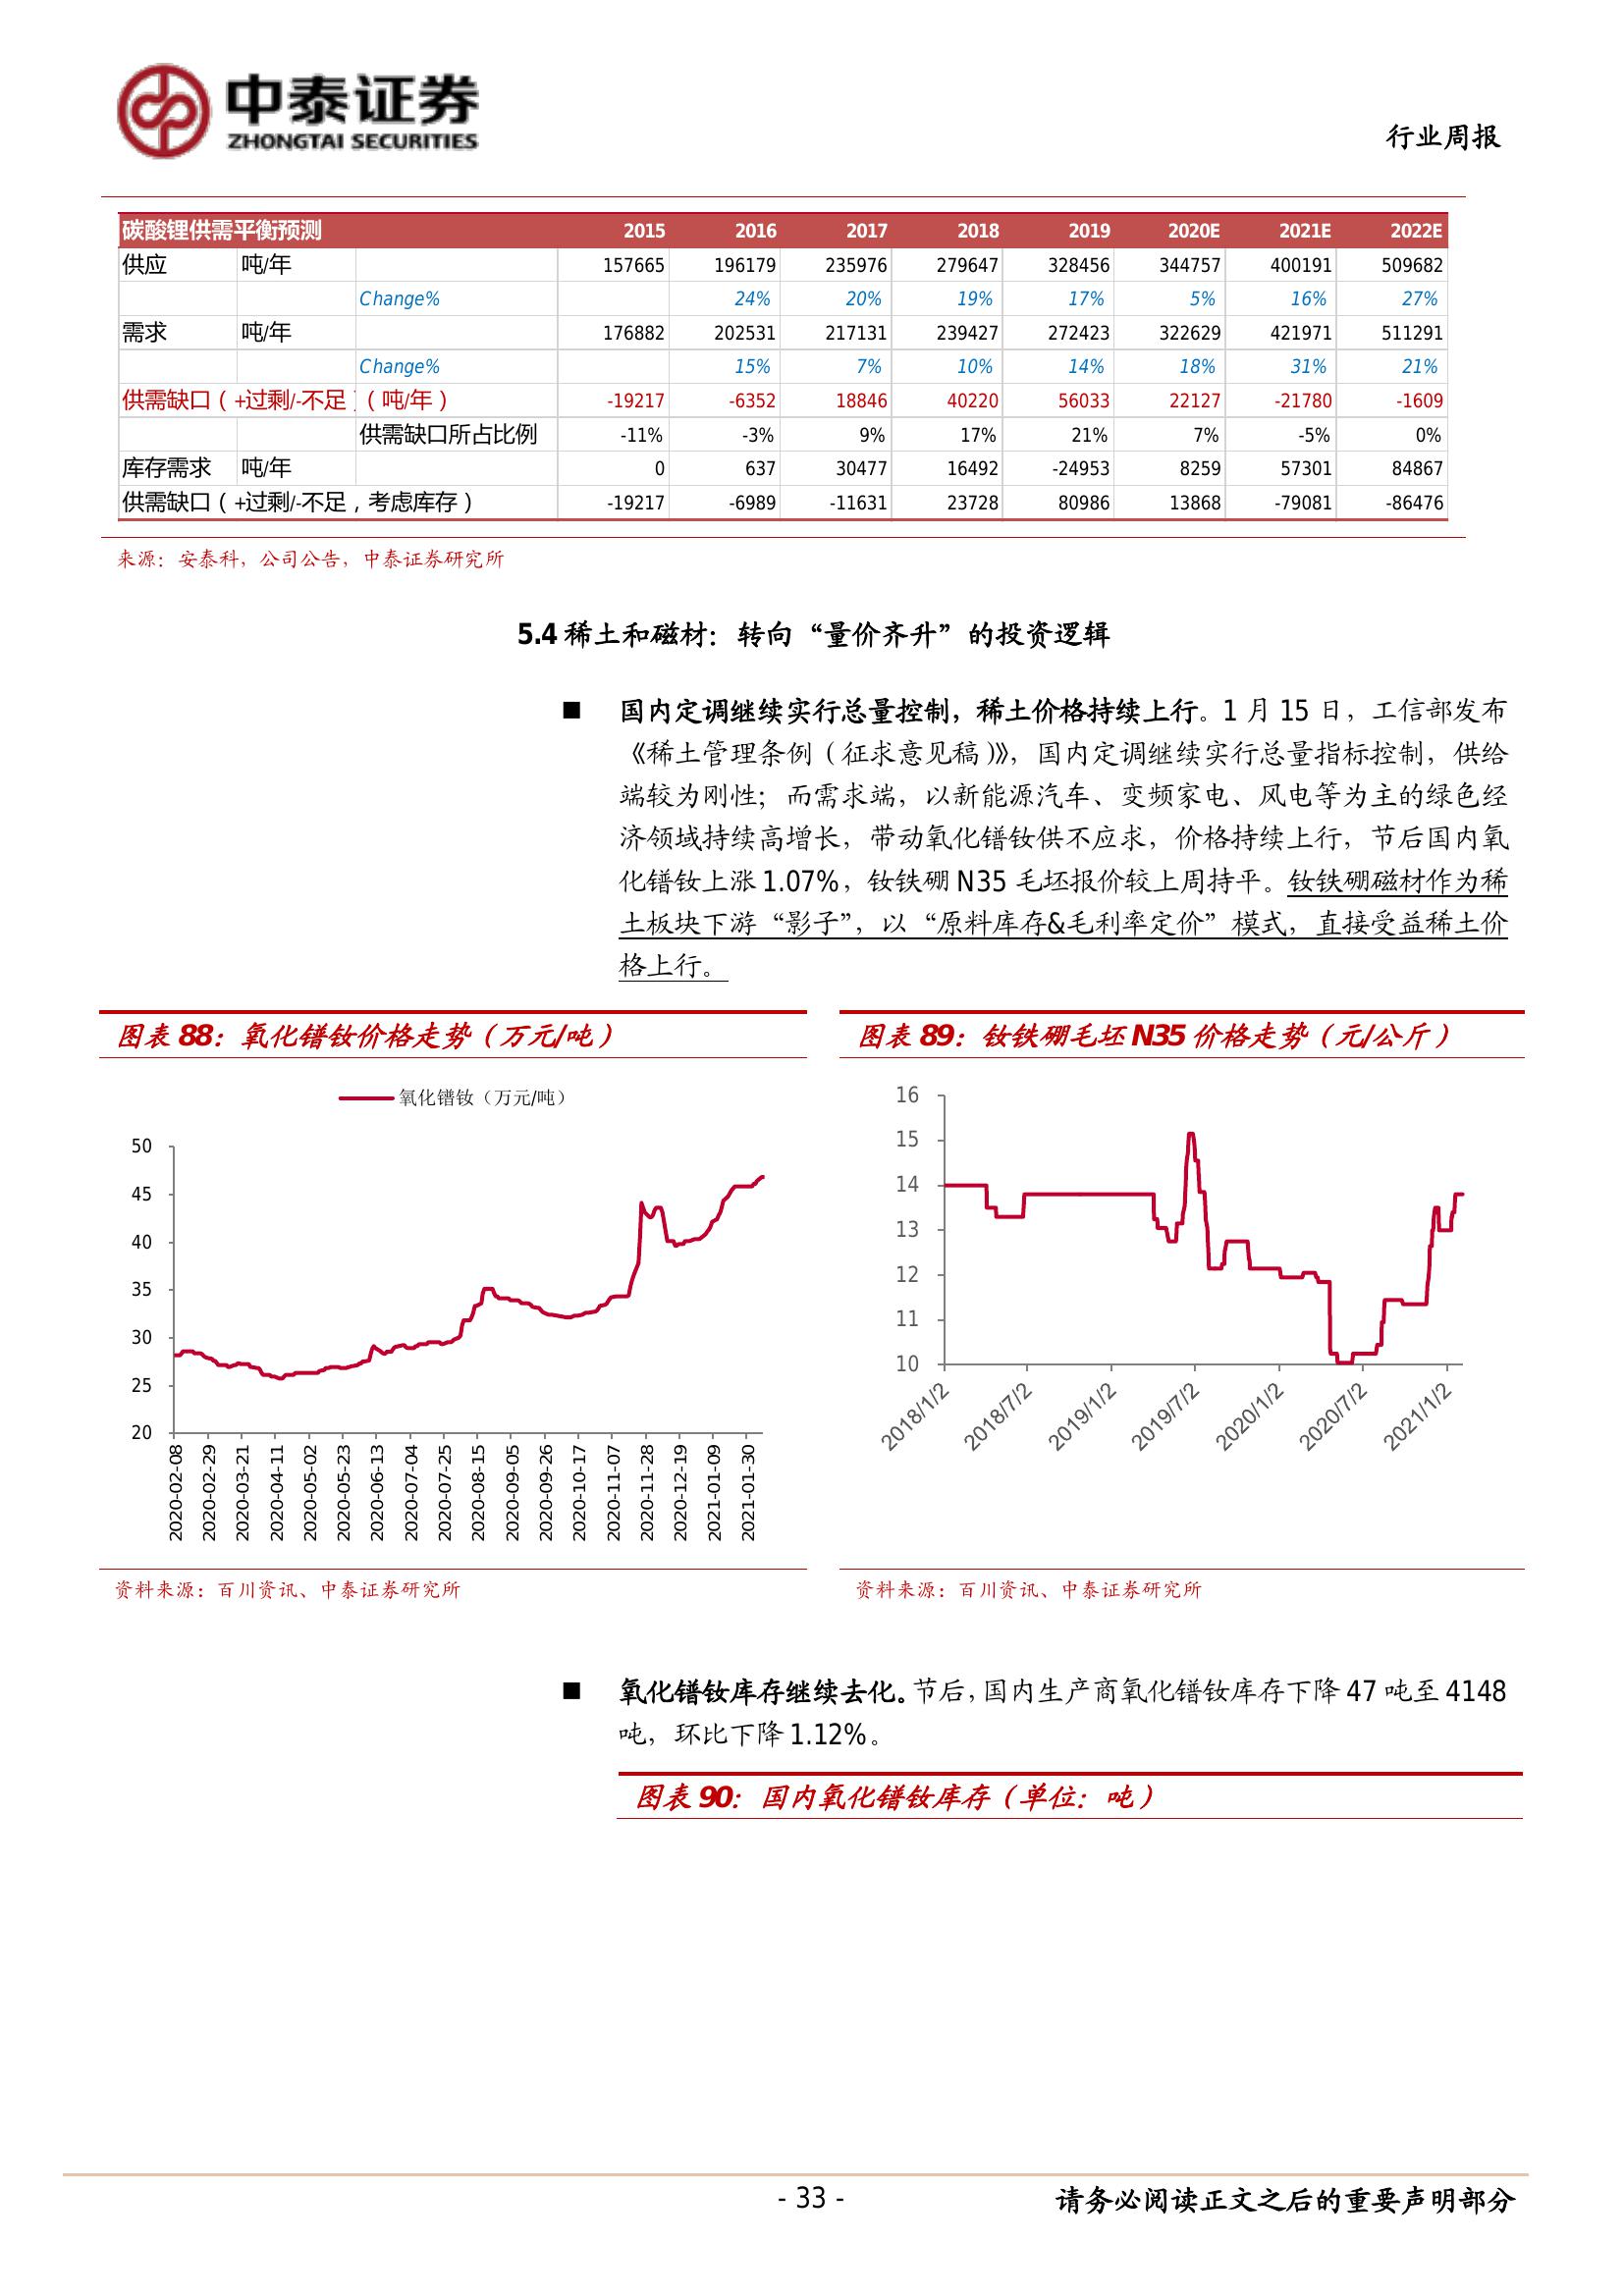 中泰证券
ZHONGTAI SECURITIES
行业周报
碳酸锂供需平衡预测 2015 2016 2017 2018 2019 2020E 2021E 2022E
供应 吨/年 157665 196179 235976 279647 328456 344757 400191 509682
Change% 24% 20% 19% 17% 5% 16% 27%
需求 吨/年 176882 202531 217131 239427 272423 322629 421971 511291
Change% 15% 7% 10% 14% 18% 31% 21%
供需缺口（+过剩/-不足）（吨/年） -19217 -6352 18846 40220 56033 22127 -21780 -1609
供需缺口所占比例 -11% -3% 9% 17% 21% 7% -5% 0%
库存需求 吨/年 0 637 30477 16492 -24953 8259 57301 84867
供需缺口（+过剩/-不足，考虑库存） -19217 -6989 -11631 23728 80986 13868 -79081 -86476
来源：安泰科，公司公告，中泰证券研究所
5.4 稀土和磁材：转向“量价齐升”的投资逻辑
■ 国内定调继续实行总量控制，稀土价格持续上行。1 月 15 日，工信部发布
《稀土管理条例（征求意见稿）》，国内定调继续实行总量指标控制，供给
端较为刚性；而需求端，以新能源汽车、变频家电、风电等为主的绿色经
济领域持续高增长，带动氧化镨钕供不应求，价格持续上行，节后国内氧
化镨钕上涨 1.07%，钕铁硼 N35 毛坯报价较上周持平。钕铁硼磁材作为稀
土板块下游“影子”，以“原料库存&毛利率定价”模式，直接受益稀土价
格上行。
图表 88：氧化镨钕价格走势（万元/吨）
氧化镨钕（万元/吨）
50
45
40
35
30
25
20
2020-02-08 2020-02-29 2020-03-21 2020-04-11 2020-05-02 2020-05-23 2020-06-13 2020-07-04 2020-07-25 2020-08-15 2020-09-05 2020-09-26 2020-10-17 2020-11-07 2020-11-28 2020-12-19 2021-01-09 2021-01-30
资料来源：百川资讯、中泰证券研究所
图表 89：钕铁硼毛坯 N35 价格走势（元/公斤）
16
15
14
13
12
11
10
2018/1/2 2018/7/2 2019/1/2 2019/7/2 2020/1/2 2020/7/2 2021/1/2
资料来源：百川资讯、中泰证券研究所
■ 氧化镨钕库存继续去化。节后，国内生产商氧化镨钕库存下降 47 吨至 4148
吨，环比下降 1.12%。
图表 90：国内氧化镨钕库存（单位：吨）
- 33 -
请务必阅读正文之后的重要声明部分